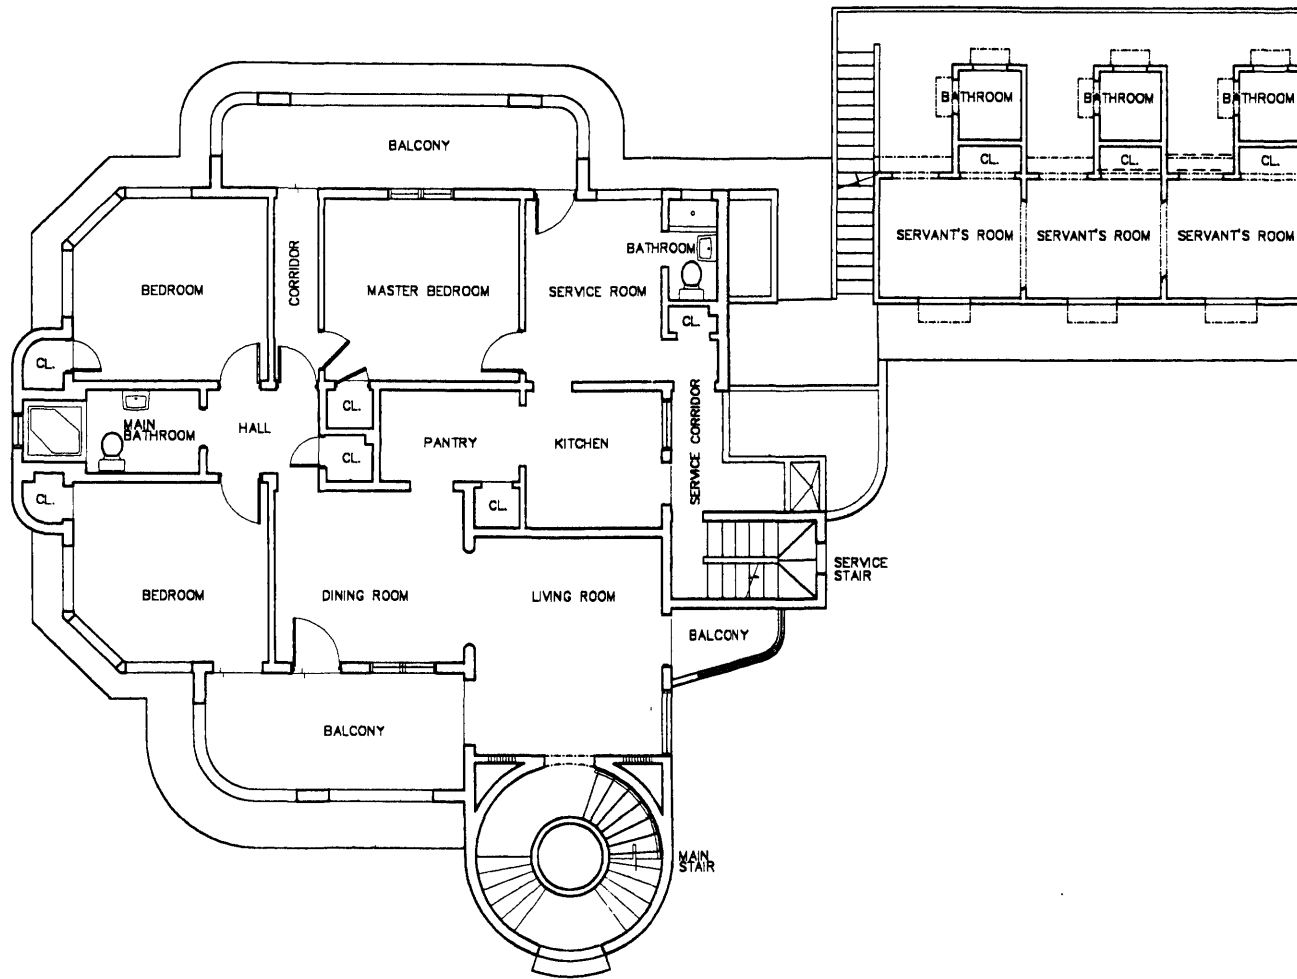 BATHROOM
BATHROOM
BATHROOM
BALCONY
CL.
CL.
CL.
SERVANT'S ROOM
SERVANT'S ROOM
SERVANT'S ROOM
BATHROOM
CORRIDOR
BEDROOM
MASTER BEDROOM
SERVICE ROOM
CL.
CL.
CL.
MAIN
BATHROOM
HALL
PANTRY
KITCHEN
SERVICE CORRIDOR
CL.
CL.
CL.
SERVICE
STAIR
BEDROOM
DINING ROOM
LIVING ROOM
BALCONY
BALCONY
MAIN
STAIR